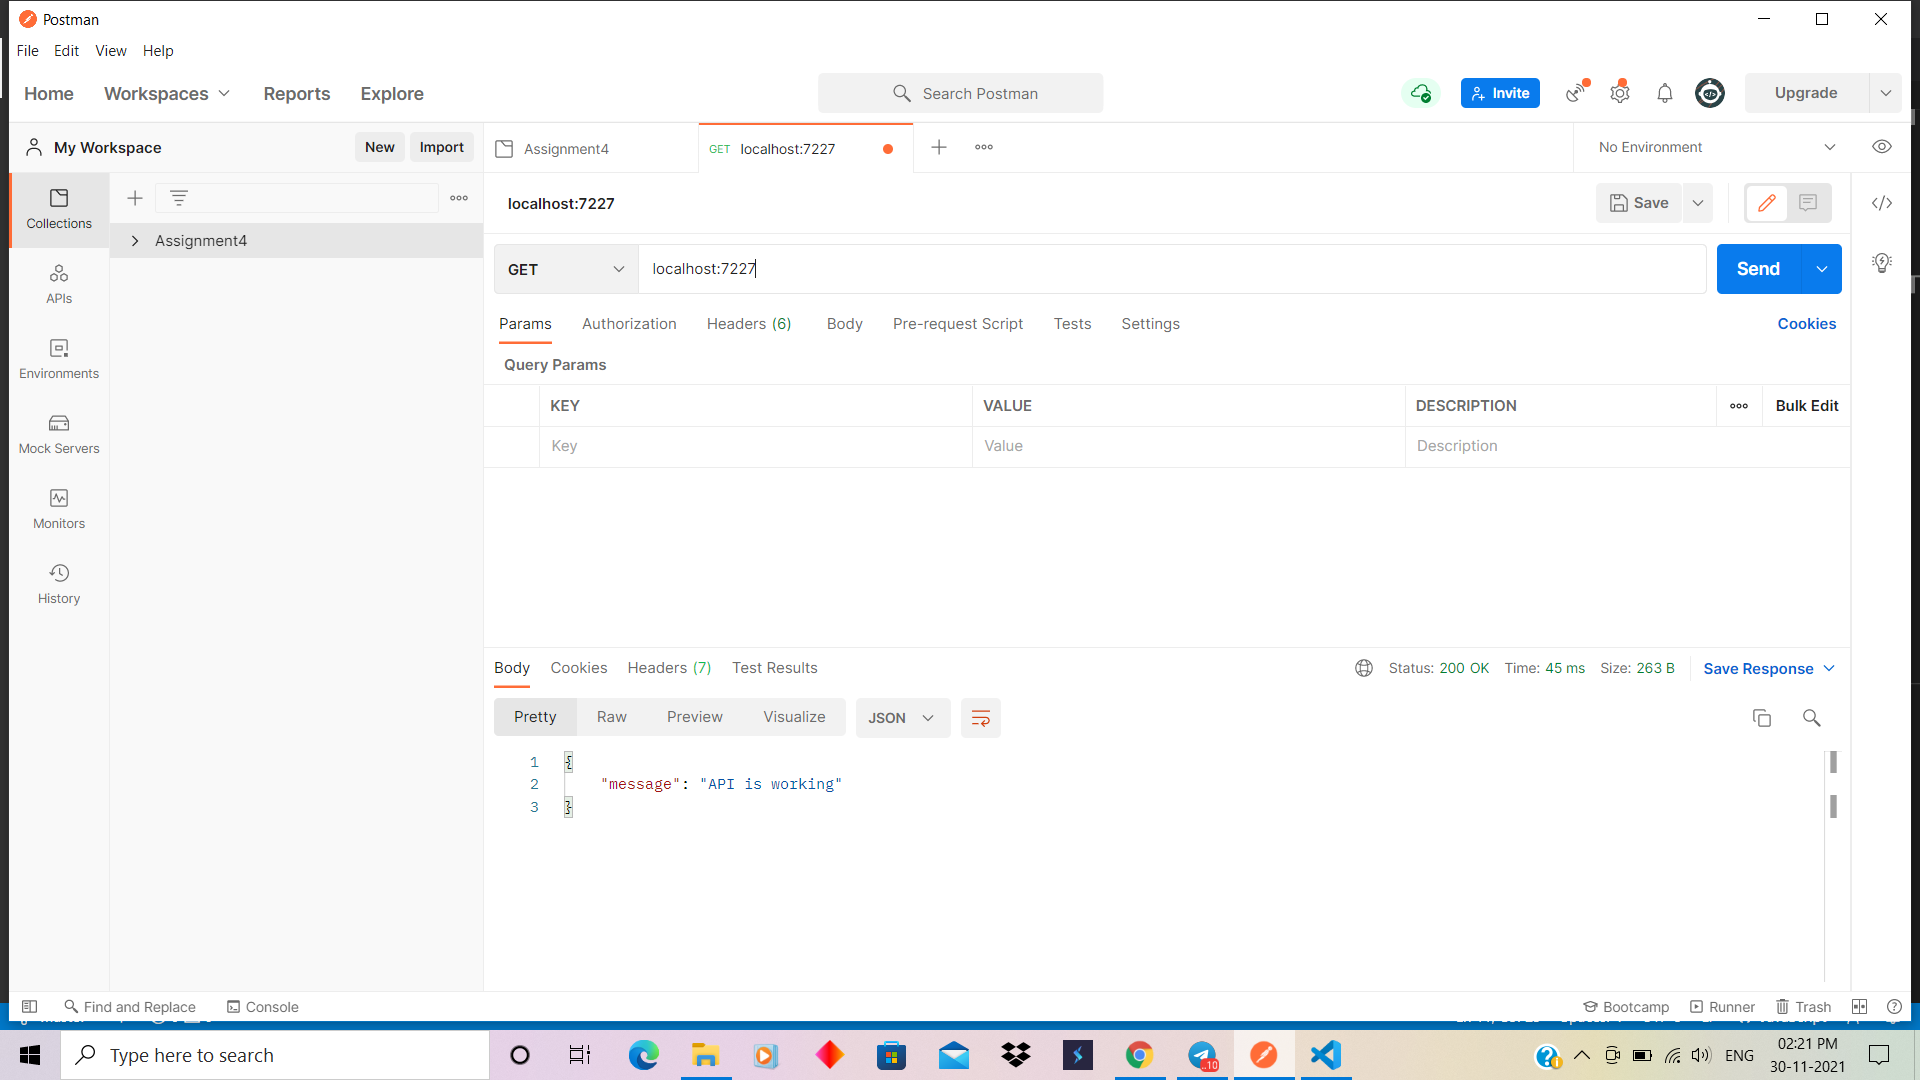 Postman
File Edit View Help
Home Workspaces Reports Explore
Search Postman
Invite
Upgrade
My Workspace
New Import
Assignment4
GET localhost:7227
No Environment
Collections
APIs
Environments
Mock Servers
Monitors
History
Assignment4
localhost:7227
Save
GET
localhost:7227
Send
Params Authorization Headers (6) Body Pre-request Script Tests Settings
Cookies
Query Params
KEY VALUE DESCRIPTION Bulk Edit
Key Value Description
Body Cookies Headers (7) Test Results
Status: 200 OK Time: 45 ms Size: 263 B Save Response
Pretty Raw Preview Visualize JSON
1 {
2 "message": "API is working"
3 }
Find and Replace Console
Bootcamp Runner Trash
Type here to search
10
ENG
02:21 PM
30-11-2021